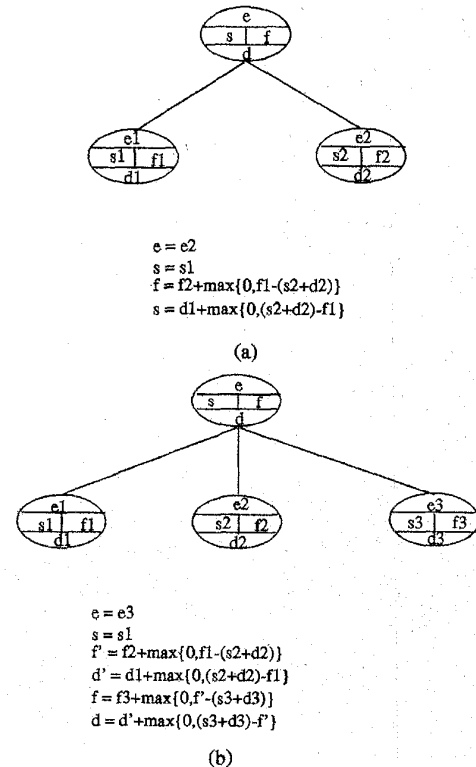 e
s f
d
e1 e2
s1 f1 s2 f2
d1 d2
e = e2
s = s1
f = f2+max{0,f1-(s2+d2)}
s = d1+max{0,(s2+d2)-f1}
(a)
e
s f
d
e1 e2 e3
s1 f1 s2 f2 s3 f3
d1 d2 d3
e = e3
s = s1
f' = f2+max{0,f1-(s2+d2)}
d' = d1+max{0,(s2+d2)-f1}
f = f3+max{0,f'-(s3+d3)}
d = d'+max{0,(s3+d3)-f'}
(b)